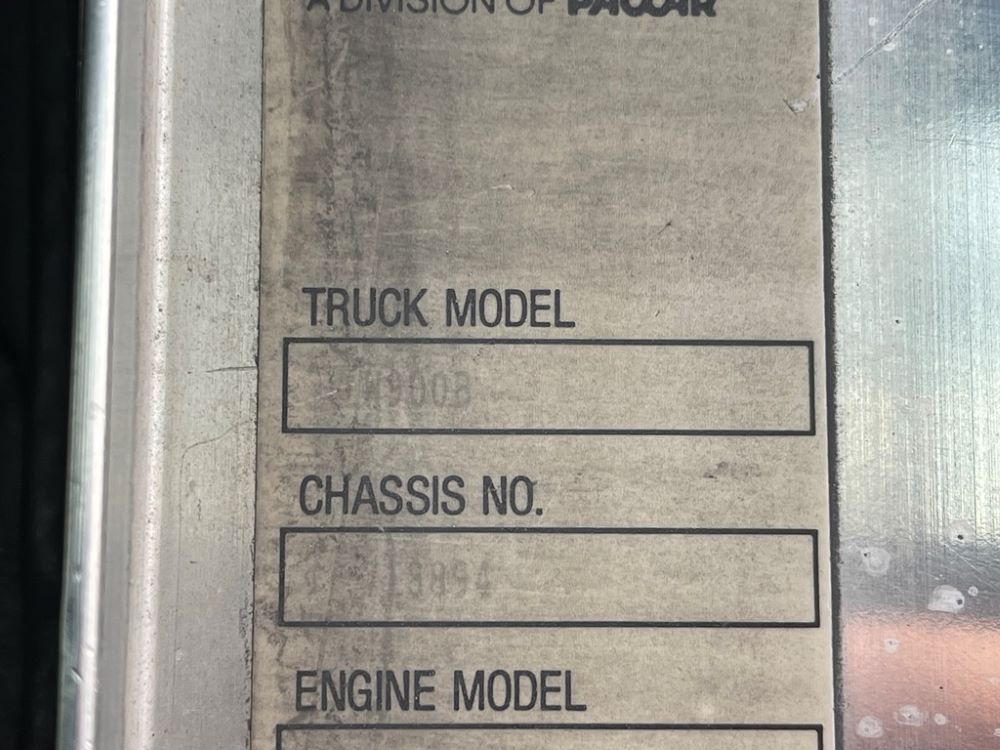 A DIVISION OF PACCAR
TRUCK MODEL
CHASSIS NO.
ENGINE MODEL